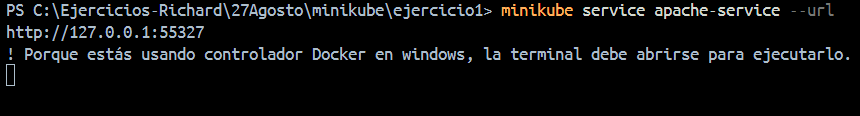 PS C:\Ejercicios-Richard\27Agosto\minikube\ejercicio1> minikube service apache-service --url
http://127.0.0.1:55327
! Porque estás usando controlador Docker en windows, la terminal debe abrirse para ejecutarlo.